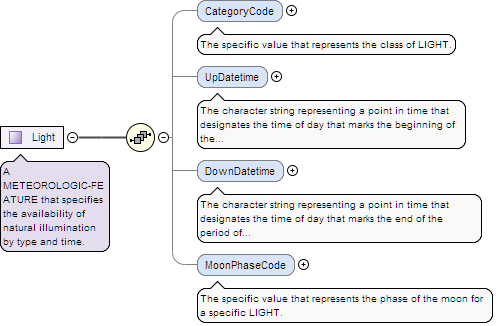 CategoryCode
The specific value that represents the class of LIGHT.
UpDatetime
The character string representing a point in time that
designates the time of day that marks the beginning of
the...
Light
A
METEOROLOGIC-FE
ATURE that specifies
the availability of
natural illumination
by type and time.
DownDatetime
The character string representing a point in time that
designates the time of day that marks the end of the
period of...
MoonPhaseCode
The specific value that represents the phase of the moon for
a specific LIGHT.